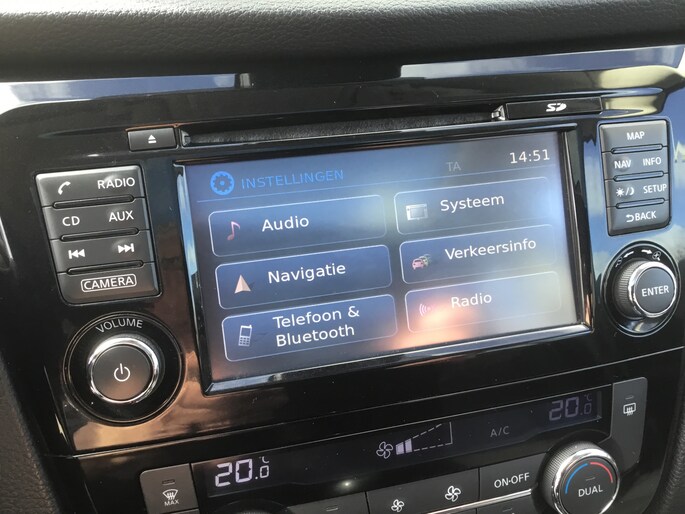 SD
MAP
RADIO
NAV INFO
CD AUX
SETUP
BACK
CAMERA
VOLUME
ENTER
INSTELLINGEN TA 14:51
Audio
Systeem
Navigatie
Verkeersinfo
Telefoon &
Bluetooth
Radio
20.0 °C
A/C
20.0 °C
MAX
ON·OFF
DUAL